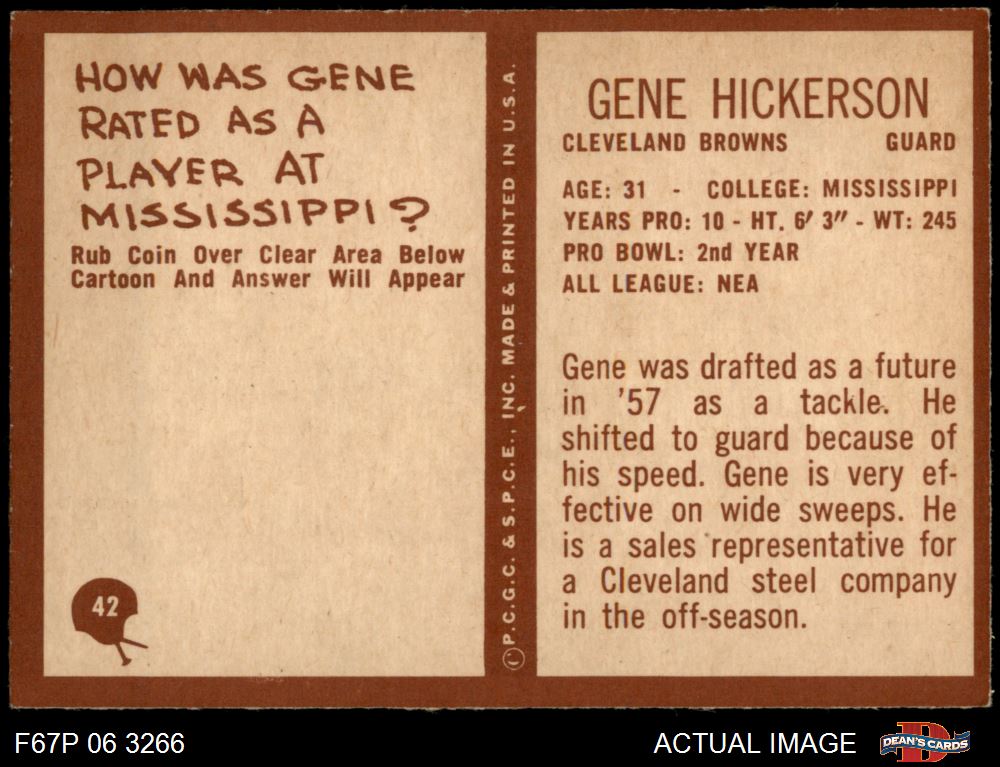 HOW WAS GENE
RATED AS A
PLAYER AT
MISSISSIPPI?
Rub Coin Over Clear Area Below
Cartoon And Answer Will Appear
42
© P.C.G.C. & S.P.C.E., INC. MADE & PRINTED IN U.S.A.
GENE HICKERSON
CLEVELAND BROWNS GUARD
AGE: 31 - COLLEGE: MISSISSIPPI
YEARS PRO: 10 - HT. 6' 3" - WT: 245
PRO BOWL: 2nd YEAR
ALL LEAGUE: NEA
Gene was drafted as a future
in '57 as a tackle. He
shifted to guard because of
his speed. Gene is very ef-
fective on wide sweeps. He
is a sales representative for
a Cleveland steel company
in the off-season.
F67P 06 3266
ACTUAL IMAGE
D
DEAN'S CARDS